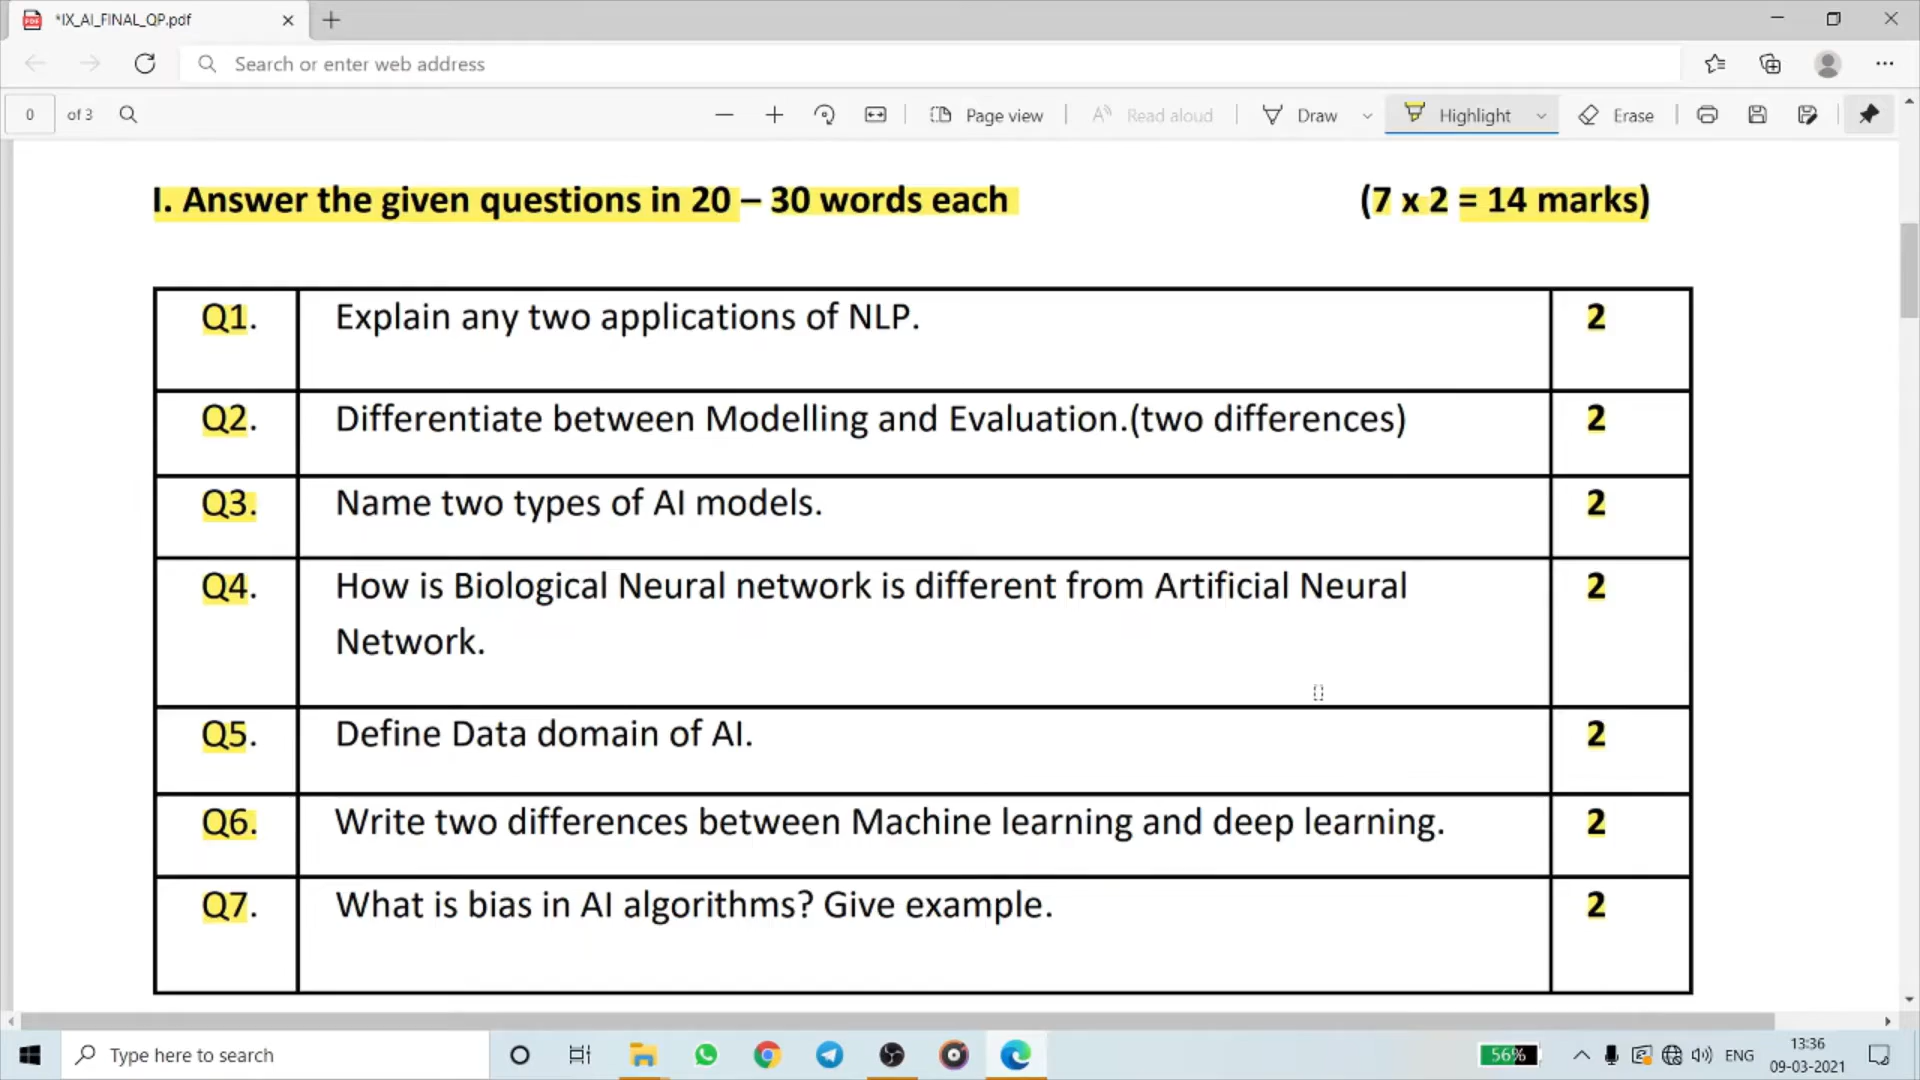 *IX_AI_FINAL_QP.pdf
Search or enter web address
0 of 3 Page view Read aloud Draw Highlight Erase
I. Answer the given questions in 20 – 30 words each (7 x 2 = 14 marks)
Q1. Explain any two applications of NLP. 2
Q2. Differentiate between Modelling and Evaluation.(two differences) 2
Q3. Name two types of AI models. 2
Q4. How is Biological Neural network is different from Artificial Neural 2
Network.
Q5. Define Data domain of AI. 2
Q6. Write two differences between Machine learning and deep learning. 2
Q7. What is bias in AI algorithms? Give example. 2
Type here to search 56% ENG 13:36
09-03-2021